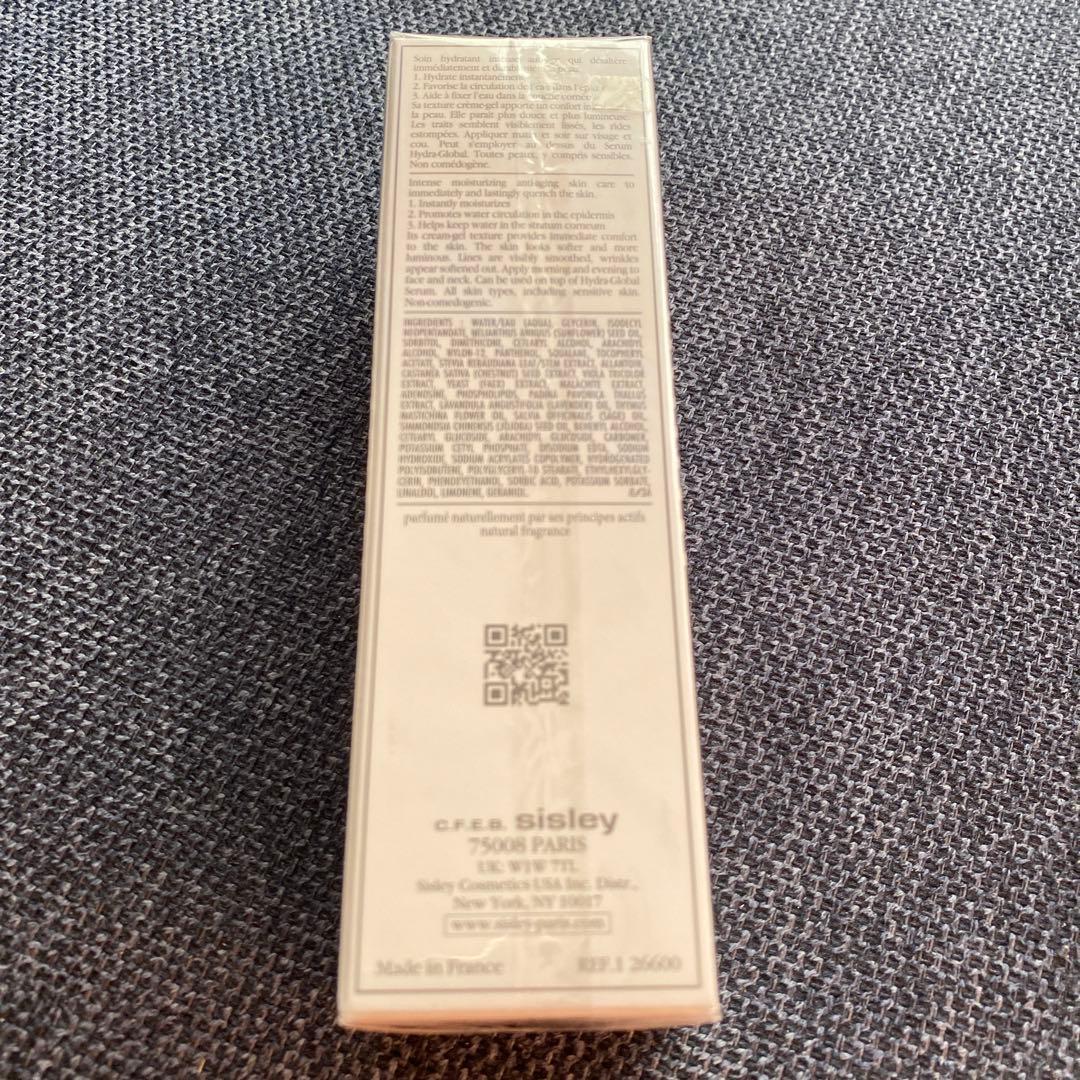 Soin hydratant intense anti-âge qui désaltère
immédiatement et durablement la peau.
1. Hydrate instantanément
2. Favorise la circulation de l'eau dans l'épiderme
3. Aide à fixer l'eau dans la couche cornée
Sa texture crème-gel apporte un confort immédiat à
la peau. Elle paraît plus douce et plus lumineuse.
Les traits semblent visiblement lissés, les rides
estompées. Appliquer matin et soir sur visage et
cou. Peut s'employer au dessus du Serum
Hydra-Global. Toutes peaux, y compris sensibles.
Non comédogène.
Intense moisturizing anti-aging skin care to
immediately and lastingly quench the skin.
1. Instantly moisturizes
2. Promotes water circulation in the epidermis
3. Helps keep water in the stratum corneum
Its cream-gel texture provides immediate comfort
to the skin. The skin looks softer and more
luminous. Lines are visibly smoothed, wrinkles
appear softened out. Apply morning and evening to
face and neck. Can be used on top of Hydra-Global
Serum. All skin types, including sensitive skin.
Non-comedogenic.
INGREDIENTS : WATER/EAU (AQUA), GLYCERIN, ISODECYL
NEOPENTANOATE, HELIANTHUS ANNUUS (SUNFLOWER) SEED OIL,
SORBITOL, DIMETHICONE, CETEARYL ALCOHOL, ARACHIDYL
ALCOHOL, NYLON-12, PANTHENOL, SQUALANE, TOCOPHERYL
ACETATE, STEVIA REBAUDIANA LEAF/STEM EXTRACT, ALLANTOIN,
CASTANEA SATIVA (CHESTNUT) SEED EXTRACT, VIOLA TRICOLOR
EXTRACT, YEAST (FAEX) EXTRACT, MALACHITE EXTRACT,
ADENOSINE, PHOSPHOLIPIDS, PADINA PAVONICA THALLUS
EXTRACT, LAVANDULA ANGUSTIFOLIA (LAVENDER) OIL, THYMUS
MASTICHINA FLOWER OIL, SALVIA OFFICINALIS (SAGE) OIL,
SIMMONDSIA CHINENSIS (JOJOBA) SEED OIL, BEHENYL ALCOHOL,
CETEARYL GLUCOSIDE, ARACHIDYL GLUCOSIDE, CARBOMER,
POTASSIUM CETYL PHOSPHATE, DISODIUM EDTA, SODIUM
HYDROXIDE, SODIUM ACRYLATES COPOLYMER, HYDROGENATED
POLYISOBUTENE, POLYGLYCERYL-10 STEARATE, ETHYLHEXYLGLY-
CERIN, PHENOXYETHANOL, SORBIC ACID, POTASSIUM SORBATE,
LINALOOL, LIMONENE, GERANIOL.
parfumé naturellement par ses principes actifs
natural fragrance
C.F.E.B. sisley
75008 PARIS
UK: W1W 7TL
Sisley Cosmetics USA Inc. Distr.,
New York, NY 10017
www.sisley-paris.com
Made in France REF.1 26600